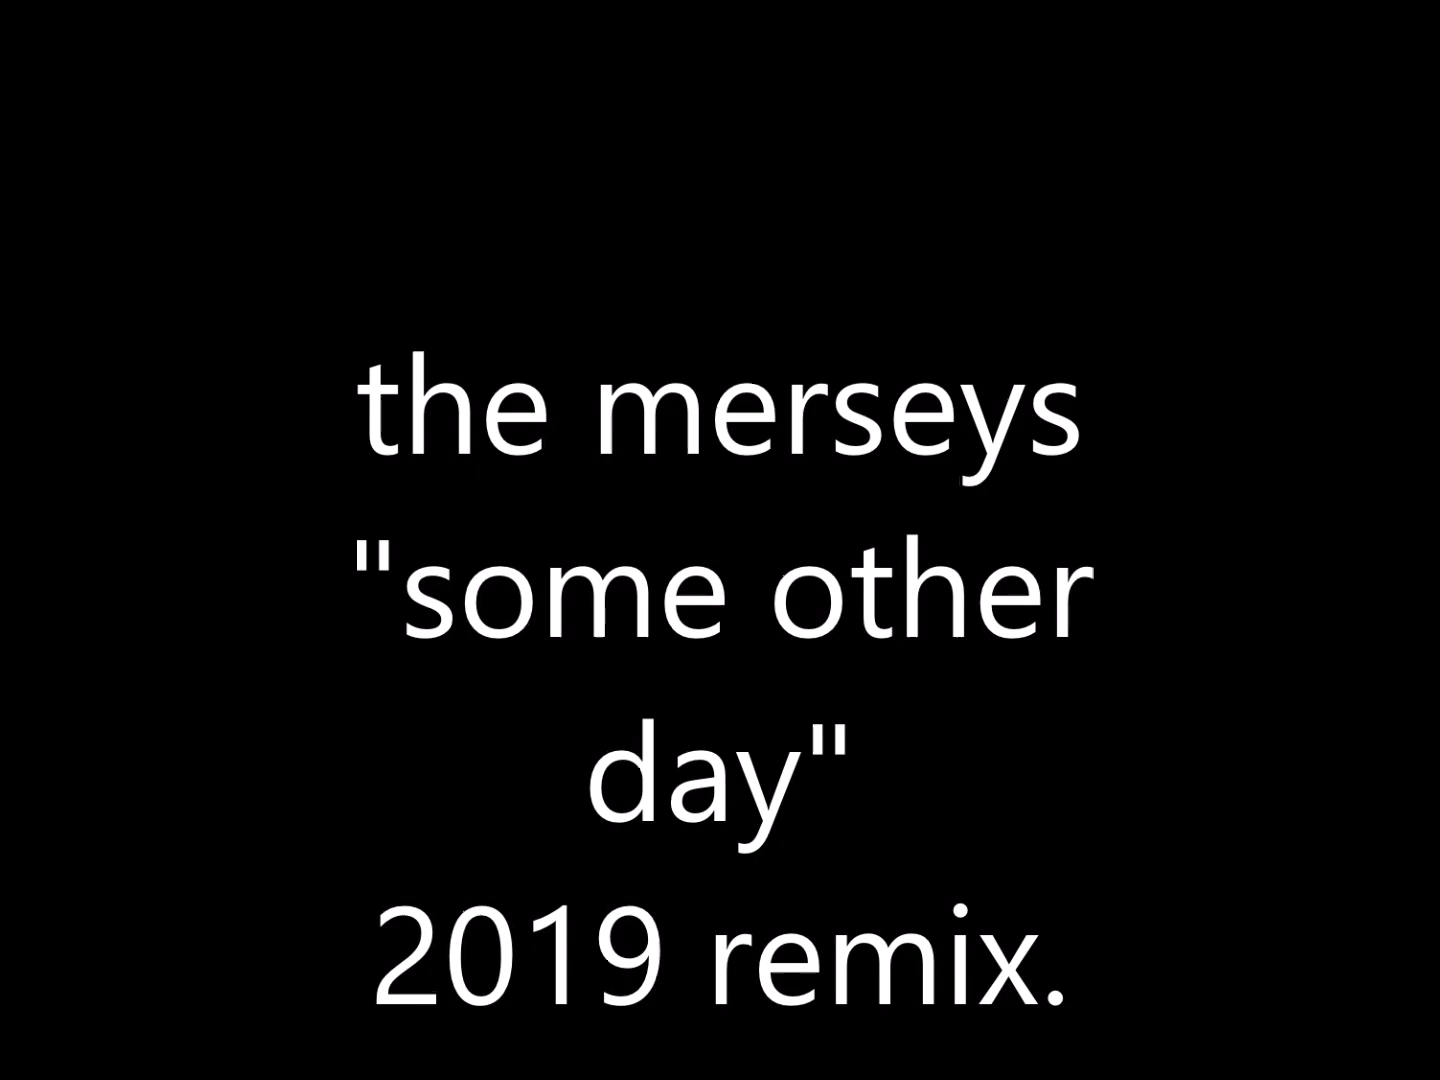 the merseys
"some other
day"
2019 remix.